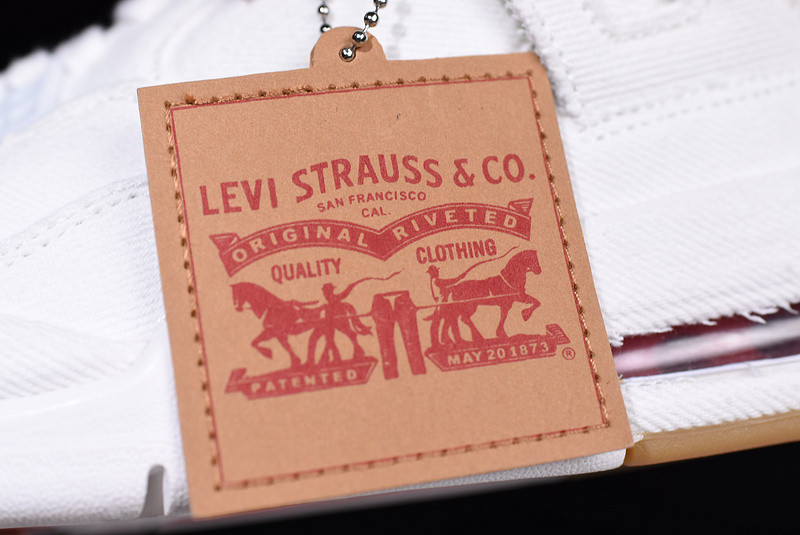 LEVI STRAUSS & CO.
SAN FRANCISCO
CAL.
ORIGINAL RIVETED
QUALITY CLOTHING
PATENTED MAY 20 1873 ®